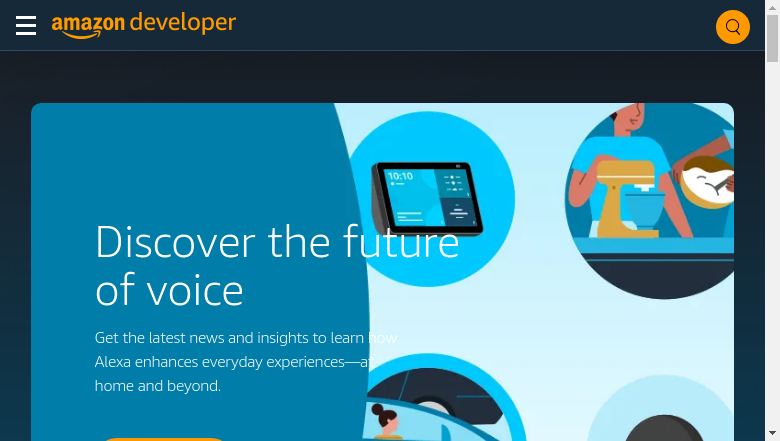 amazon developer
10:10
Discover the future
of voice
Get the latest news and insights to learn how
Alexa enhances everyday experiences—at
home and beyond.